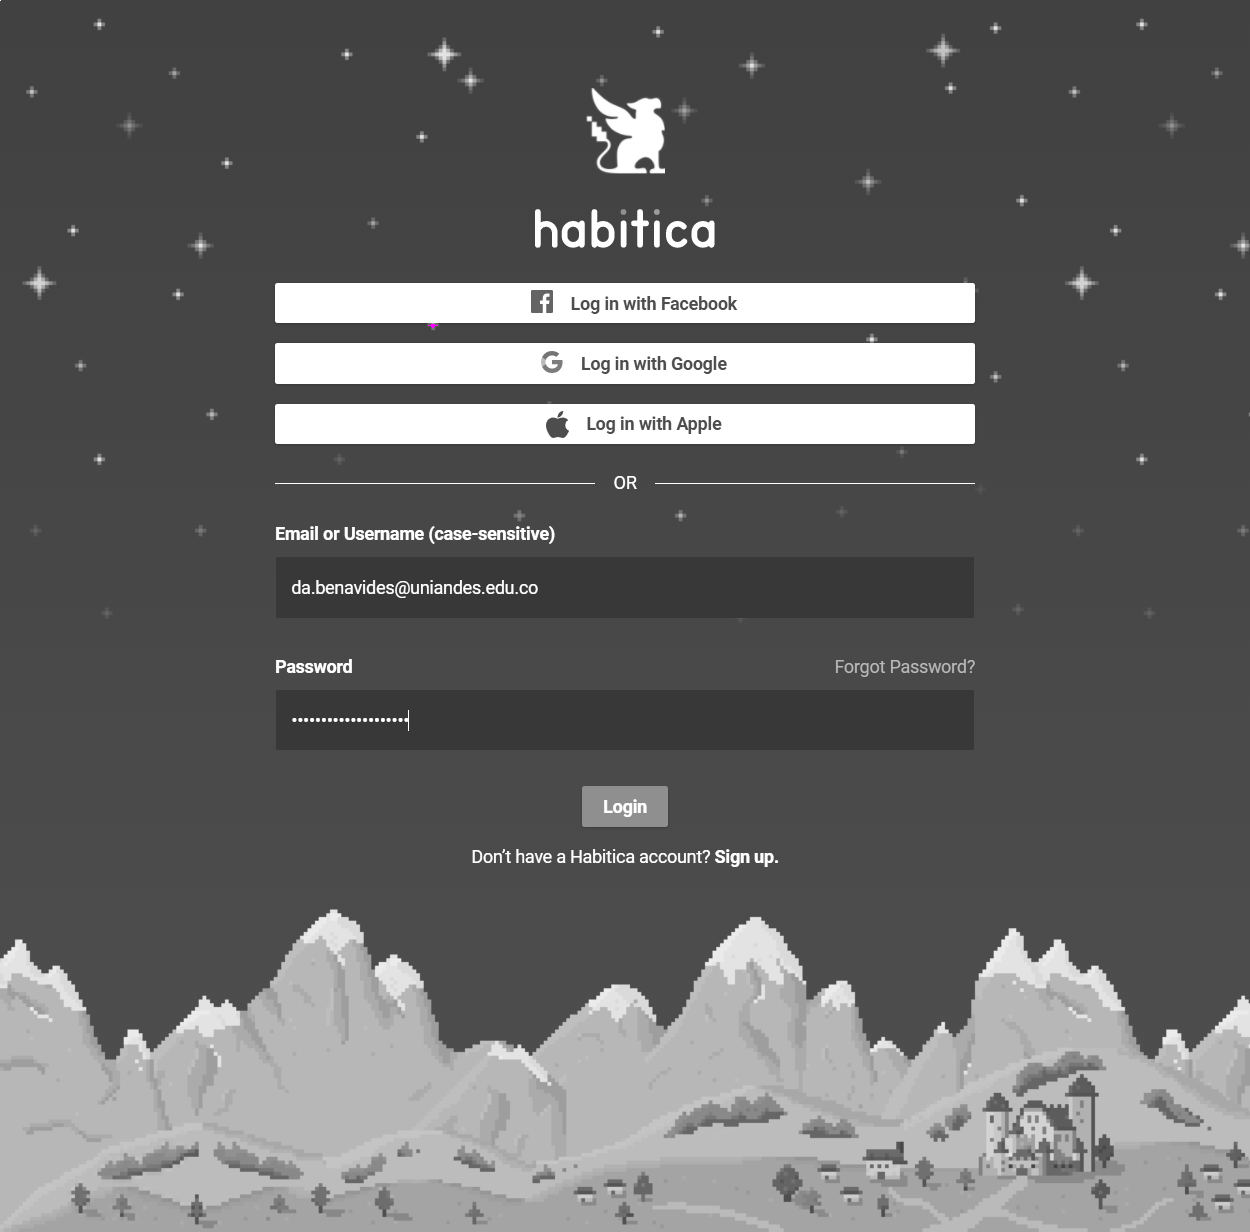 habitica
Log in with Facebook
Log in with Google
Log in with Apple
OR
Email or Username (case-sensitive)
da.benavides@uniandes.edu.co
Password
Forgot Password?
••••••••••••••••••••
Login
Don't have a Habitica account? Sign up.